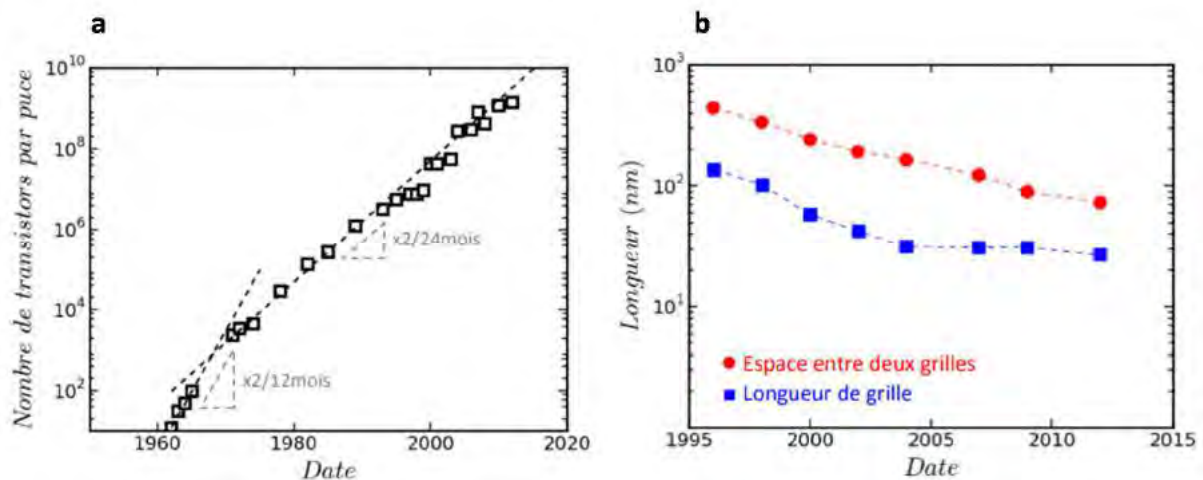 a
Nombre de transistors par puce
10^10
10^8
10^6
10^4
10^2
x2/24mois
x2/12mois
1960
1980
2000
2020
Date
b
Longueur (nm)
10^3
10^2
10^1
Espace entre deux grilles
Longueur de grille
1995
2000
2005
2010
2015
Date